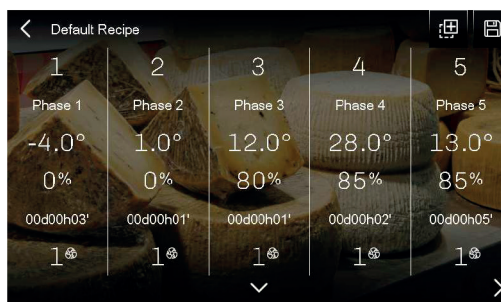 Default Recipe
1 2 3 4 5
Phase 1 Phase 2 Phase 3 Phase 4 Phase 5
-4.0° 1.0° 12.0° 28.0° 13.0°
0% 0% 80% 85% 85%
00d00h03' 00d00h01' 00d00h01' 00d00h02' 00d00h05'
1 1 1 1 1